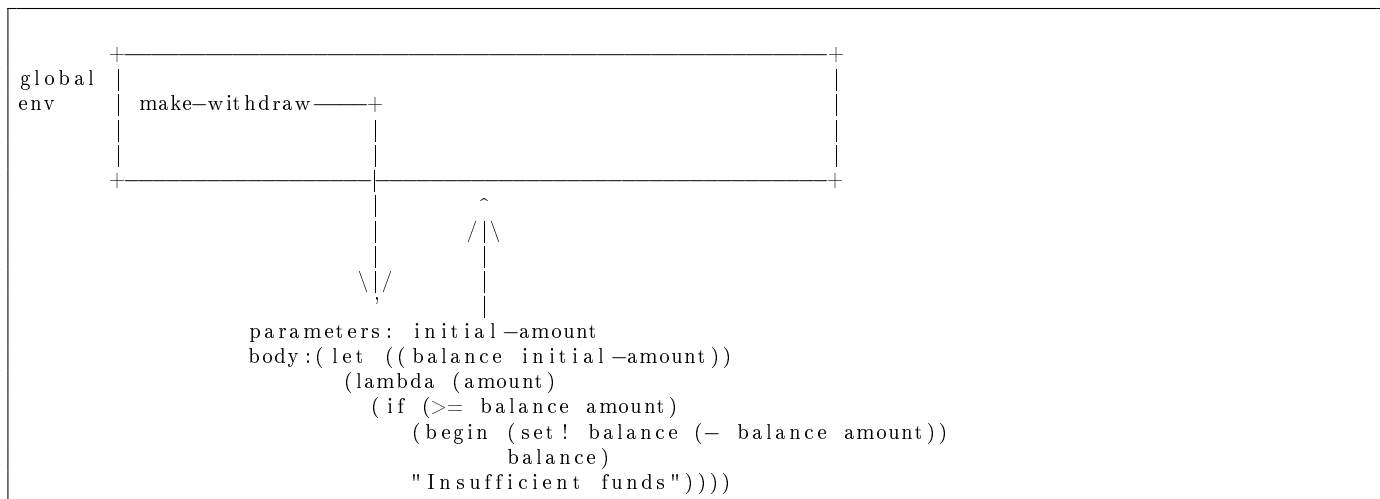 global
env make-withdraw
parameters: initial-amount
body:(let ((balance initial-amount))
(lambda (amount)
(if (>= balance amount)
(begin (set! balance (- balance amount))
balance)
"Insufficient funds"))))